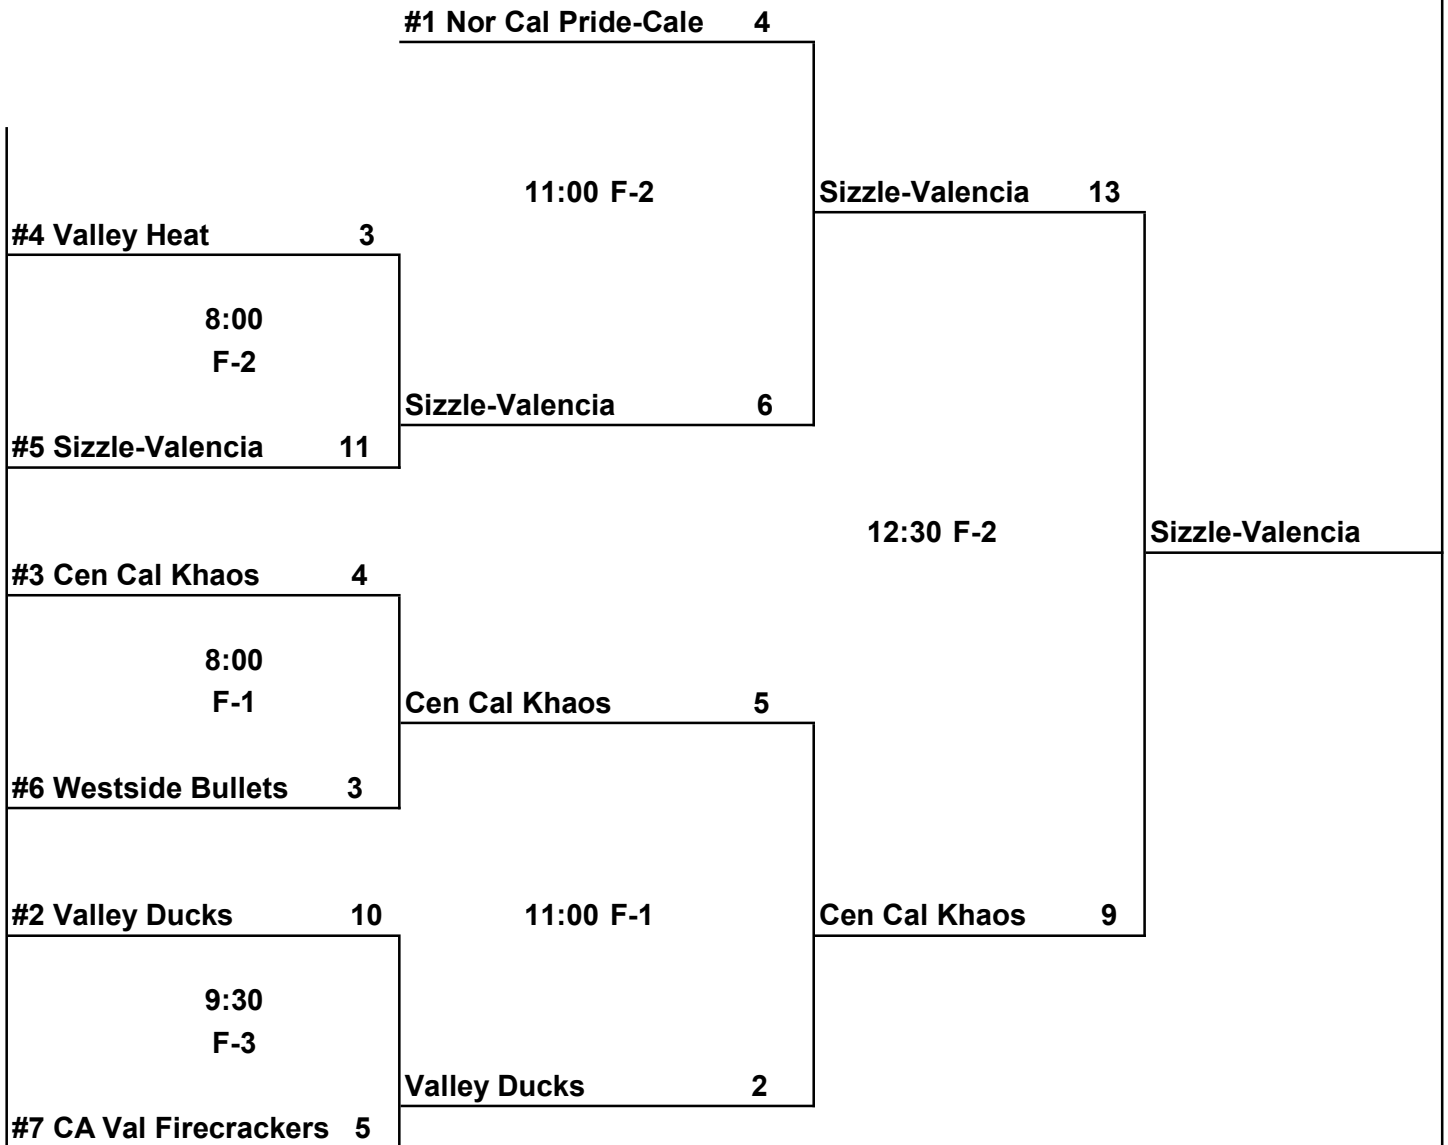 #1 Nor Cal Pride-Cale 4
11:00 F-2
Sizzle-Valencia 13
#4 Valley Heat 3
8:00
F-2
Sizzle-Valencia 6
#5 Sizzle-Valencia 11
12:30 F-2
Sizzle-Valencia
#3 Cen Cal Khaos 4
8:00
F-1
Cen Cal Khaos 5
#6 Westside Bullets 3
#2 Valley Ducks 10
11:00 F-1
Cen Cal Khaos 9
9:30
F-3
Valley Ducks 2
#7 CA Val Firecrackers 5